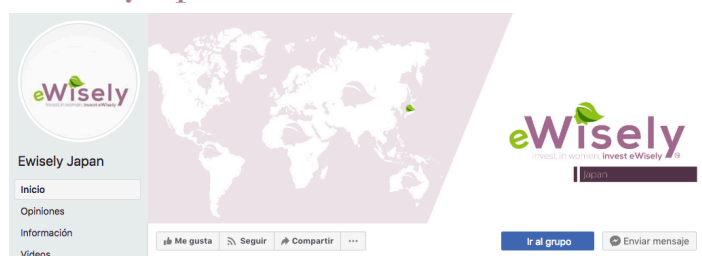 eWisely
Invest in women, invest eWisely
Ewisely Japan
Inicio
Opiniones
Información
Videos
eWisely
Invest in women, invest eWisely
Japan
Me gusta
Seguir
Compartir
Ir al grupo
Enviar mensaje